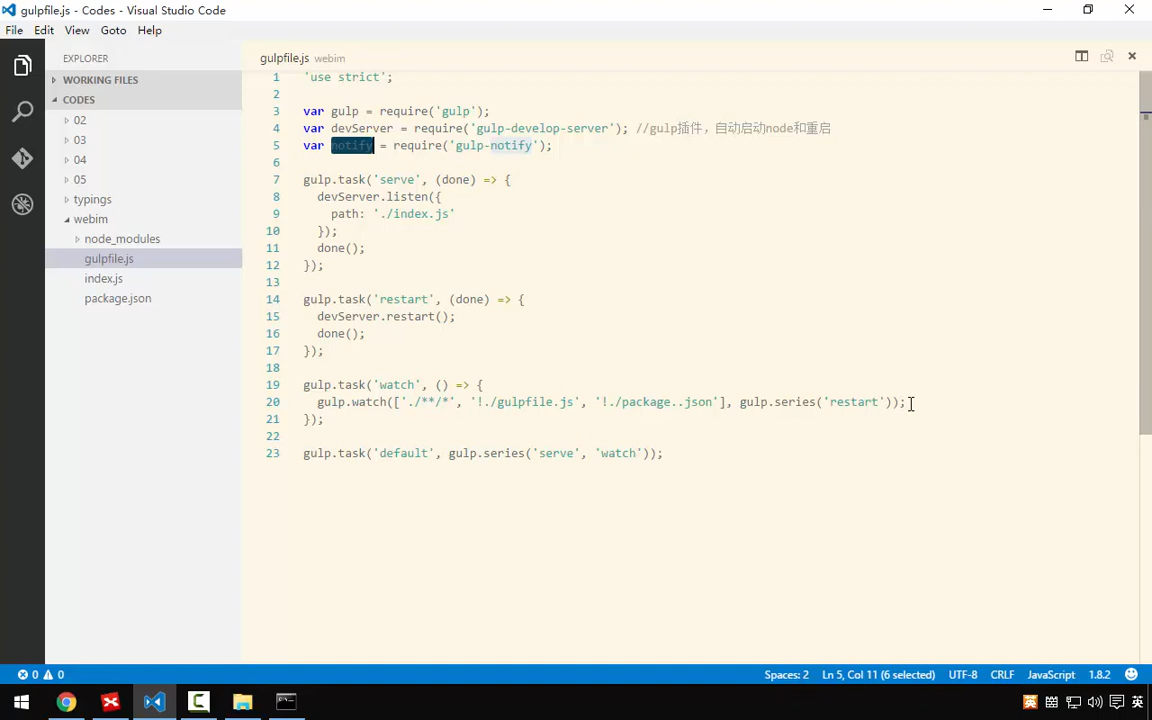 gulpfile.js - Codes - Visual Studio Code
File Edit View Goto Help
EXPLORER
WORKING FILES
CODES
02
03
04
05
typings
webim
node_modules
gulpfile.js
index.js
package.json
gulpfile.js webim
1 'use strict';
2
3 var gulp = require('gulp');
4 var devServer = require('gulp-develop-server'); //gulp插件，自动启动node和重启
5 var notify = require('gulp-notify');
6
7 gulp.task('serve', (done) => {
8 devServer.listen({
9 path: './index.js'
10 });
11 done();
12 });
13
14 gulp.task('restart', (done) => {
15 devServer.restart();
16 done();
17 });
18
19 gulp.task('watch', () => {
20 gulp.watch(['./**/*', '!./gulpfile.js', '!./package..json'], gulp.series('restart'));
21 });
22
23 gulp.task('default', gulp.series('serve', 'watch'));
0 0 Spaces: 2 Ln 5, Col 11 (6 selected) UTF-8 CRLF JavaScript 1.8.2
英 英